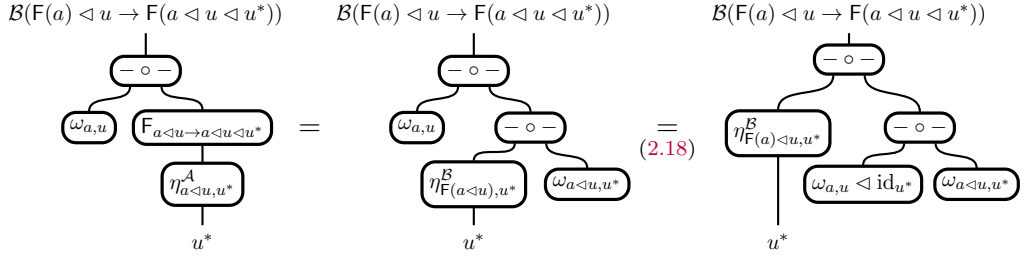 𝓑(F(a) ◁ u → F(a ◁ u ◁ u*)) 𝓑(F(a) ◁ u → F(a ◁ u ◁ u*)) 𝓑(F(a) ◁ u → F(a ◁ u ◁ u*))
− ∘ − − ∘ − − ∘ −
ω_{a,u} F_{a◁u→a◁u◁u*} = ω_{a,u} − ∘ − = η^𝓑_{F(a)◁u,u*} − ∘ −
(2.18)
η^𝓐_{a◁u,u*} η^𝓑_{F(a◁u),u*} ω_{a◁u,u*} ω_{a,u} ◁ id_{u*} ω_{a◁u,u*}
u* u* u*